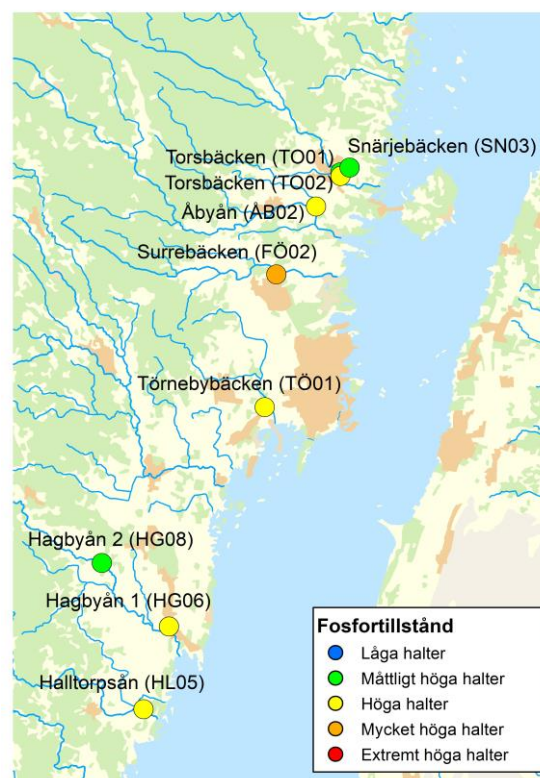 Snärjebäcken (SN03)
Torsbäcken (TO01)
Torsbäcken (TO02)
Åbyån (ÅB02)
Surrebäcken (FÖ02)
Törnebybäcken (TÖ01)
Hagbyån 2 (HG08)
Hagbyån 1 (HG06)
Halltorpsån (HL05)
Fosfortillstånd
Låga halter
Måttligt höga halter
Höga halter
Mycket höga halter
Extremt höga halter